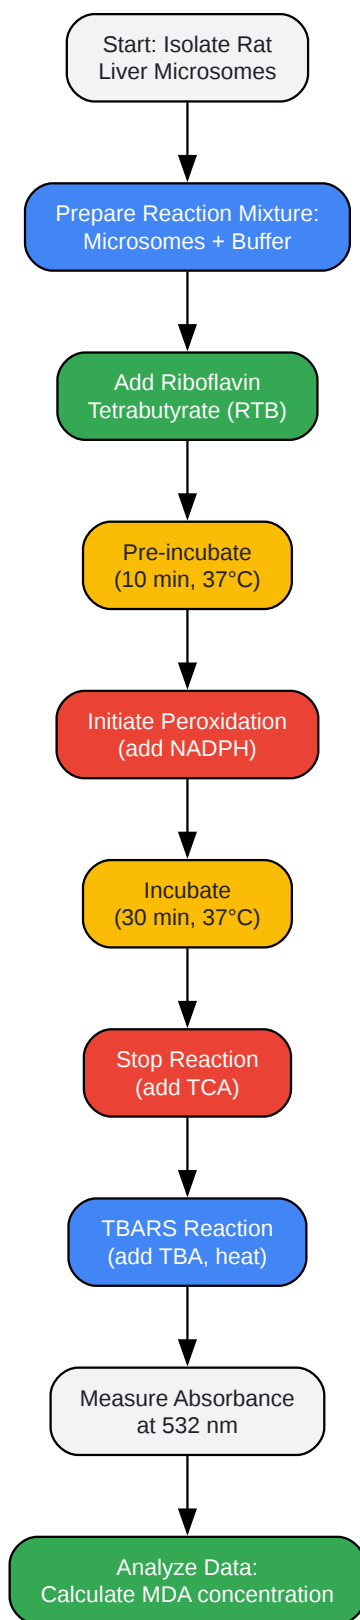 Start: Isolate Rat
Liver Microsomes
Prepare Reaction Mixture:
Microsomes + Buffer
Add Riboflavin
Tetrabutyrate (RTB)
Pre-incubate
(10 min, 37°C)
Initiate Peroxidation
(add NADPH)
Incubate
(30 min, 37°C)
Stop Reaction
(add TCA)
TBARS Reaction
(add TBA, heat)
Measure Absorbance
at 532 nm
Analyze Data:
Calculate MDA concentration